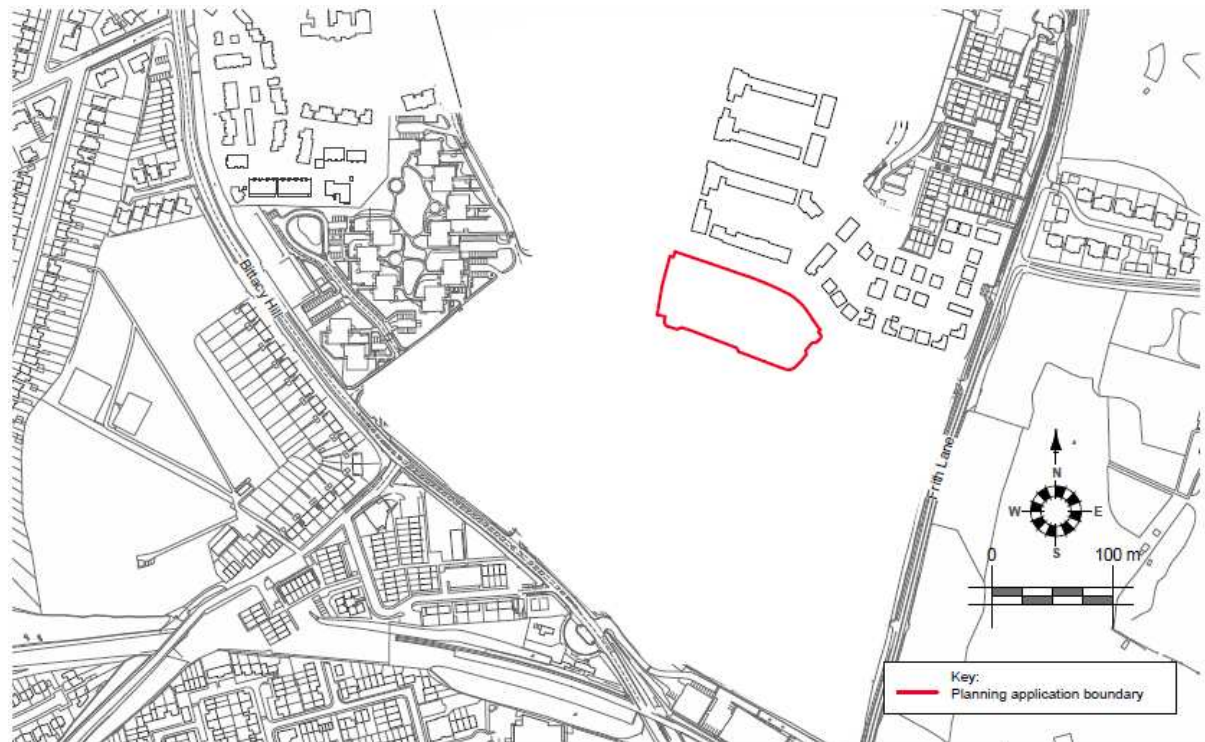 Bittacy Hill
Frith Lane
N
W
E
S
0
100 m
Key:
Planning application boundary